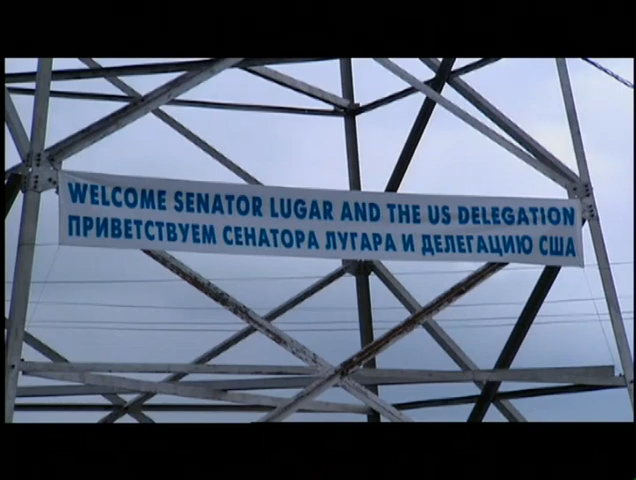 WELCOME SENATOR LUGAR AND THE US DELEGATION
ПРИВЕТСТВУЕМ СЕНАТОРА ЛУГАРА И ДЕЛЕГАЦИЮ США